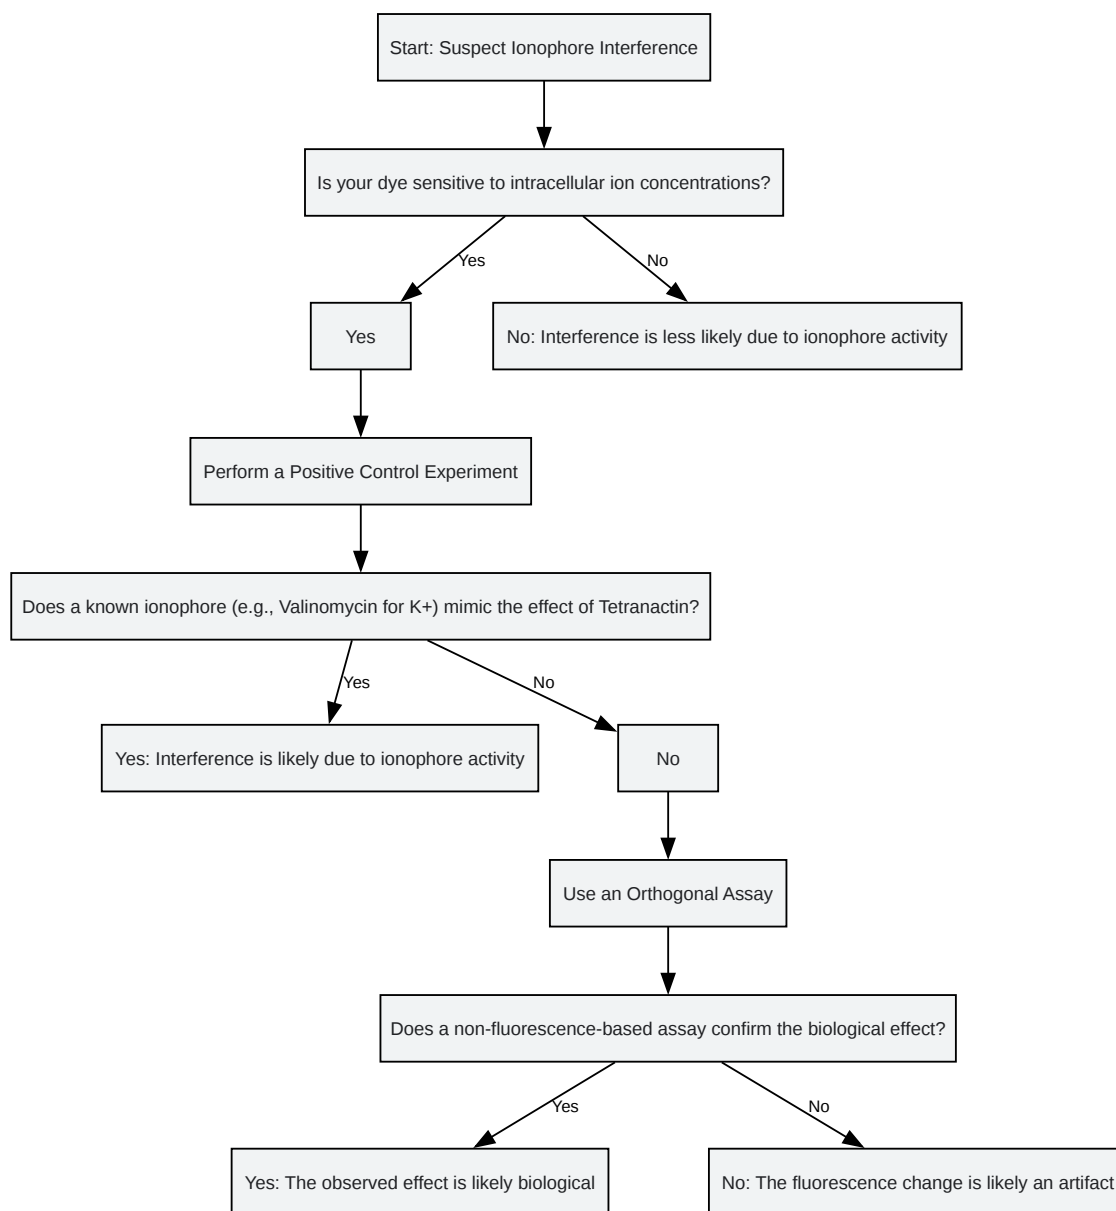 Start: Suspect Ionophore Interference
Is your dye sensitive to intracellular ion concentrations?
Yes
No
Yes
No: Interference is less likely due to ionophore activity
Perform a Positive Control Experiment
Does a known ionophore (e.g., Valinomycin for K+) mimic the effect of Tetranactin?
Yes
No
Yes: Interference is likely due to ionophore activity
No
Use an Orthogonal Assay
Does a non-fluorescence-based assay confirm the biological effect?
Yes
No
Yes: The observed effect is likely biological
No: The fluorescence change is likely an artifact